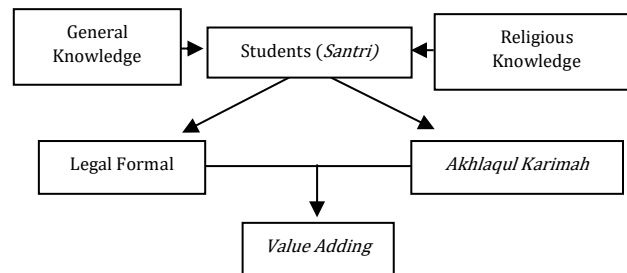 General
Knowledge
Students (Santri)
Religious
Knowledge
Legal Formal
Akhlaqul Karimah
Value Adding